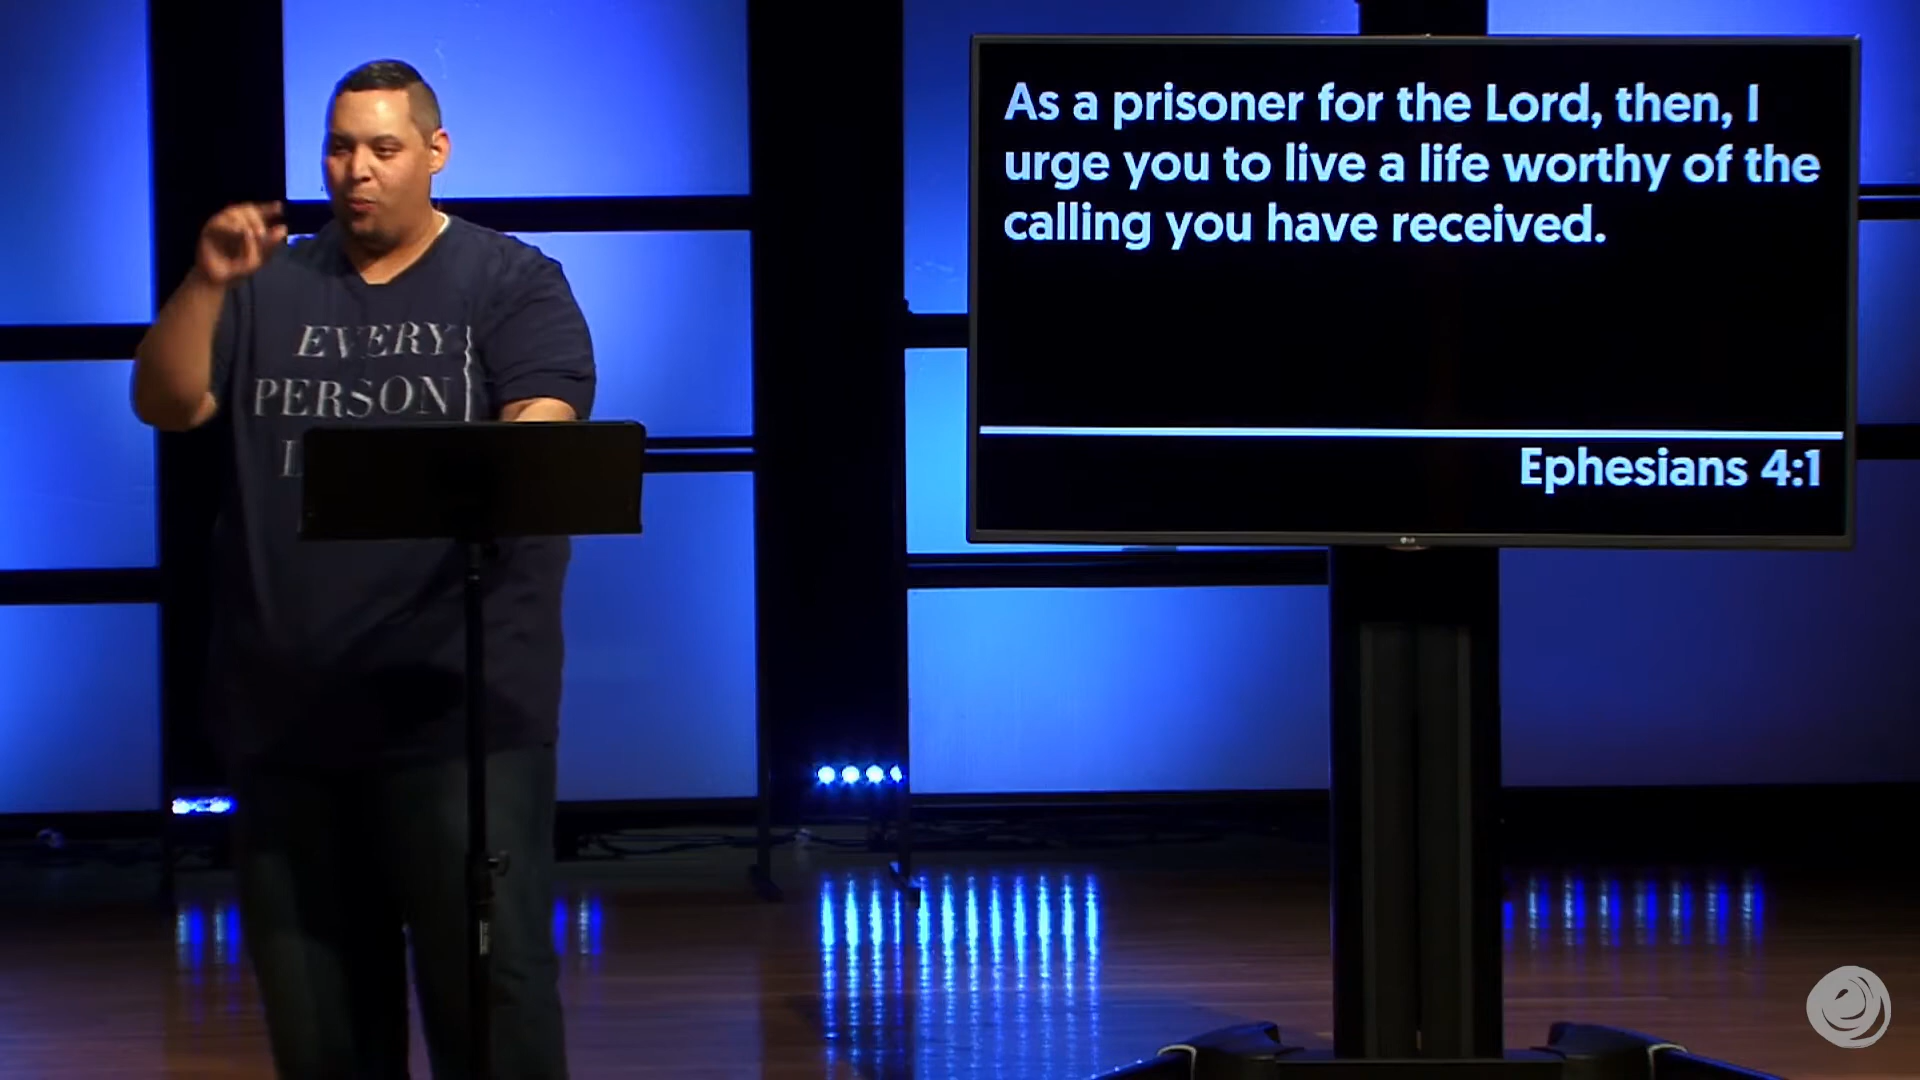 As a prisoner for the Lord, then, I
urge you to live a life worthy of the
calling you have received.
Ephesians 4:1
EVERY
PERSON